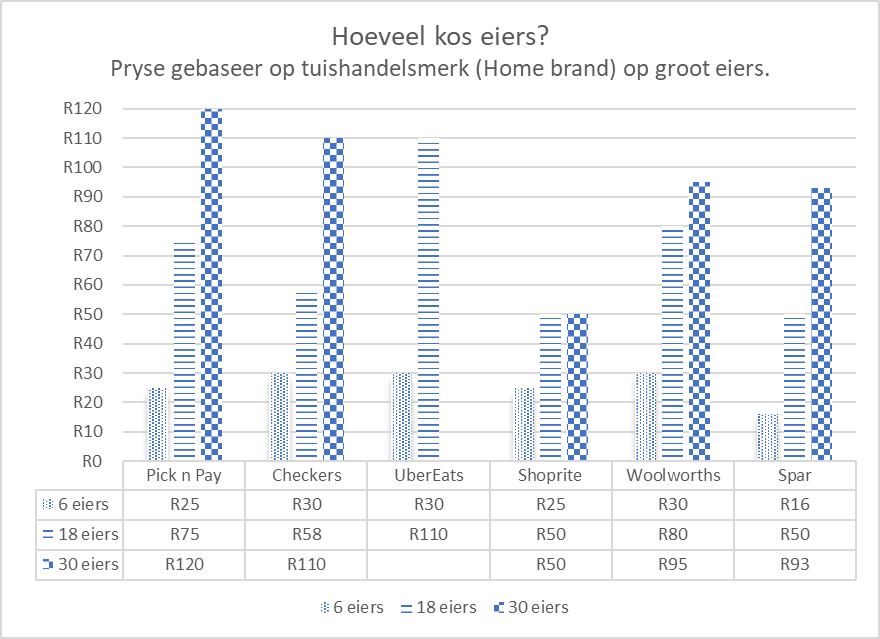 Hoeveel kos eiers?
Pryse gebaseer op tuishandelsmerk (Home brand) op groot eiers.
R120
R110
R100
R90
R80
R70
R60
R50
R40
R30
R20
R10
R0
Pick n Pay Checkers UberEats Shoprite Woolworths Spar
6 eiers R25 R30 R30 R25 R30 R16
18 eiers R75 R58 R110 R50 R80 R50
30 eiers R120 R110 R50 R95 R93
6 eiers 18 eiers 30 eiers